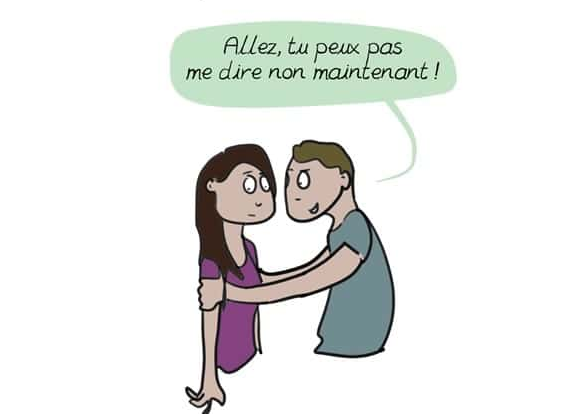 Allez, tu peux pas
me dire non maintenant !